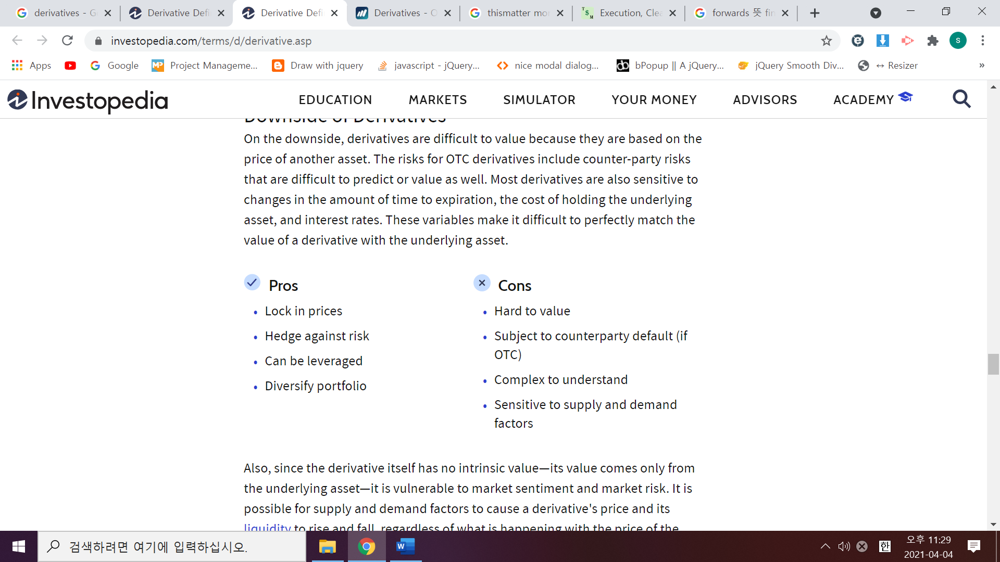 derivatives - G
Derivative Defi
Derivative Defi
Derivatives - O
thismatter mo
Execution, Clea
forwards 뜻 fin
investopedia.com/terms/d/derivative.asp
S
Apps
Google
Project Manageme...
Draw with jquery
javascript - jQuery...
nice modal dialog...
bPopup || A jQuery...
jQuery Smooth Div...
↔ Resizer
»
Investopedia
EDUCATION
MARKETS
SIMULATOR
YOUR MONEY
ADVISORS
ACADEMY
Downside of Derivatives
On the downside, derivatives are difficult to value because they are based on the
price of another asset. The risks for OTC derivatives include counter-party risks
that are difficult to predict or value as well. Most derivatives are also sensitive to
changes in the amount of time to expiration, the cost of holding the underlying
asset, and interest rates. These variables make it difficult to perfectly match the
value of a derivative with the underlying asset.
Pros
• Lock in prices
• Hedge against risk
• Can be leveraged
• Diversify portfolio
Cons
• Hard to value
• Subject to counterparty default (if
OTC)
• Complex to understand
• Sensitive to supply and demand
factors
Also, since the derivative itself has no intrinsic value—its value comes only from
the underlying asset—it is vulnerable to market sentiment and market risk. It is
possible for supply and demand factors to cause a derivative's price and its
liquidity to rise and fall, regardless of what is happening with the price of the
검색하려면 여기에 입력하십시오.
한
오후 11:29
2021-04-04